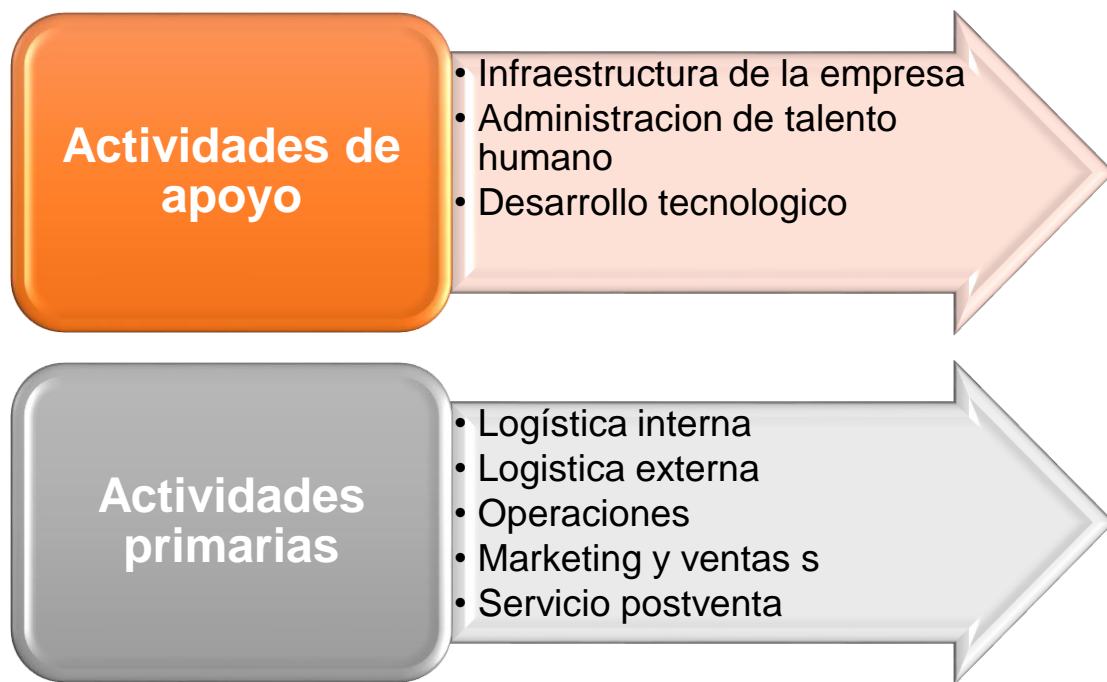 Actividades de
apoyo
• Infraestructura de la empresa
• Administracion de talento
humano
• Desarrollo tecnologico
Actividades
primarias
• Logística interna
• Logistica externa
• Operaciones
• Marketing y ventas s
• Servicio postventa